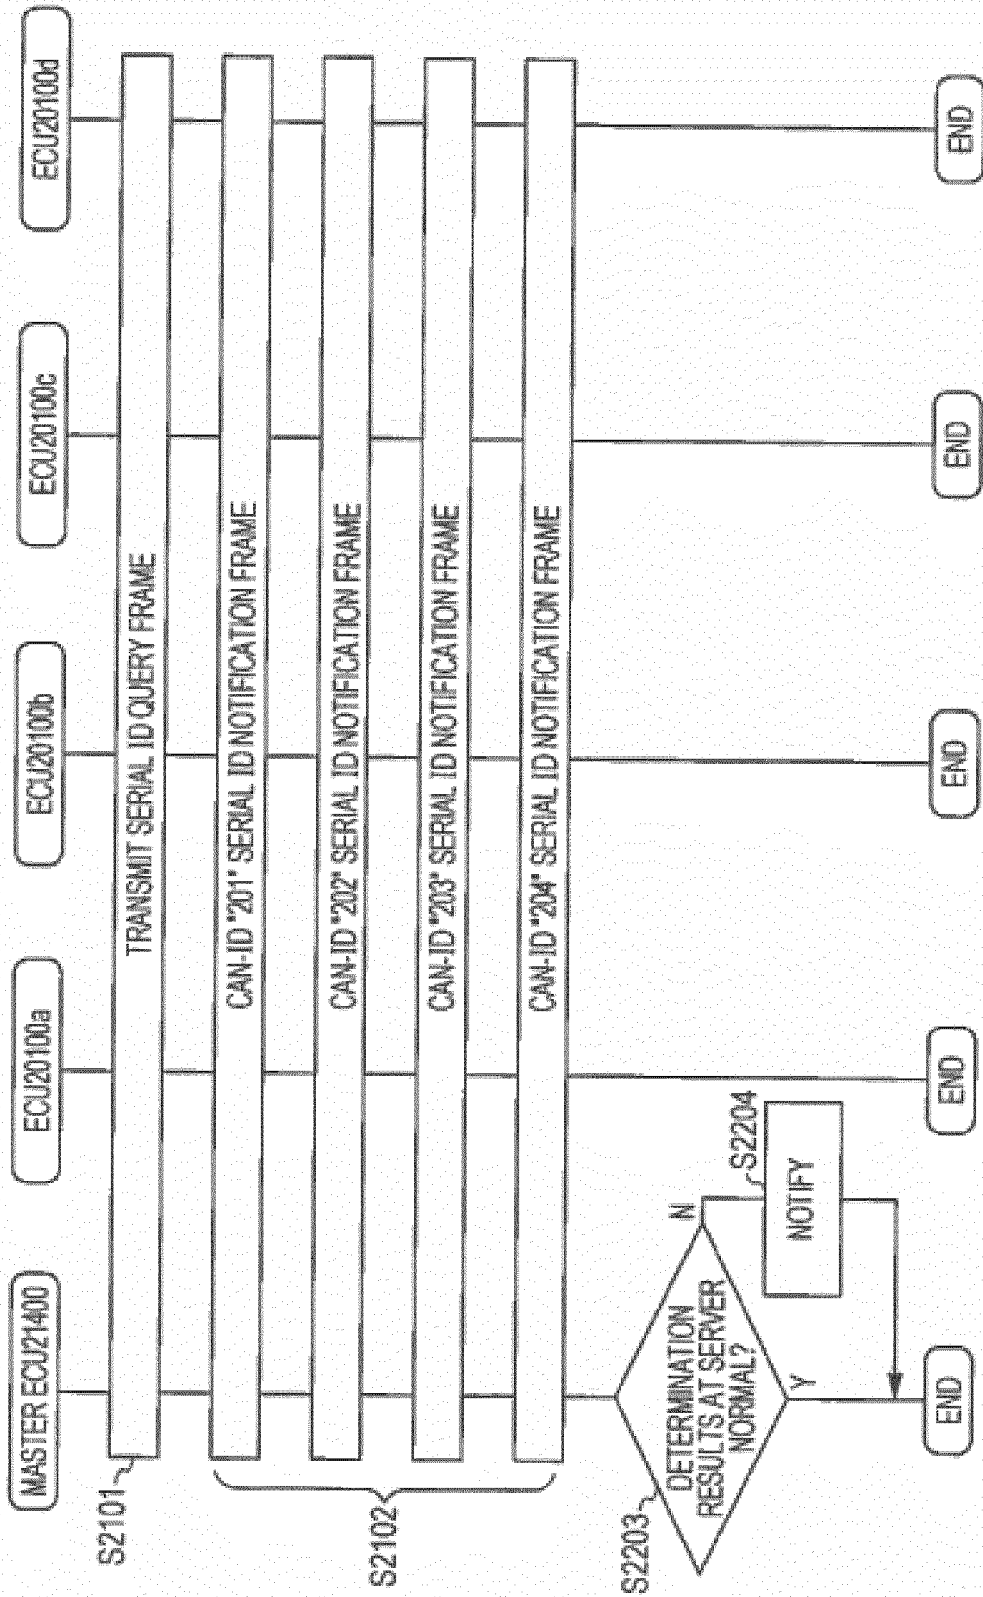 MASTER ECU21400
ECU20100a
ECU20100b
ECU20100c
ECU20100d
S2101
TRANSMIT SERIAL ID QUERY FRAME
S2102
CAN-ID "201" SERIAL ID NOTIFICATION FRAME
CAN-ID "202" SERIAL ID NOTIFICATION FRAME
CAN-ID "203" SERIAL ID NOTIFICATION FRAME
CAN-ID "204" SERIAL ID NOTIFICATION FRAME
S2203
DETERMINATION
RESULTS AT SERVER
NORMAL?
N
S2204
NOTIFY
Y
END
END
END
END
END